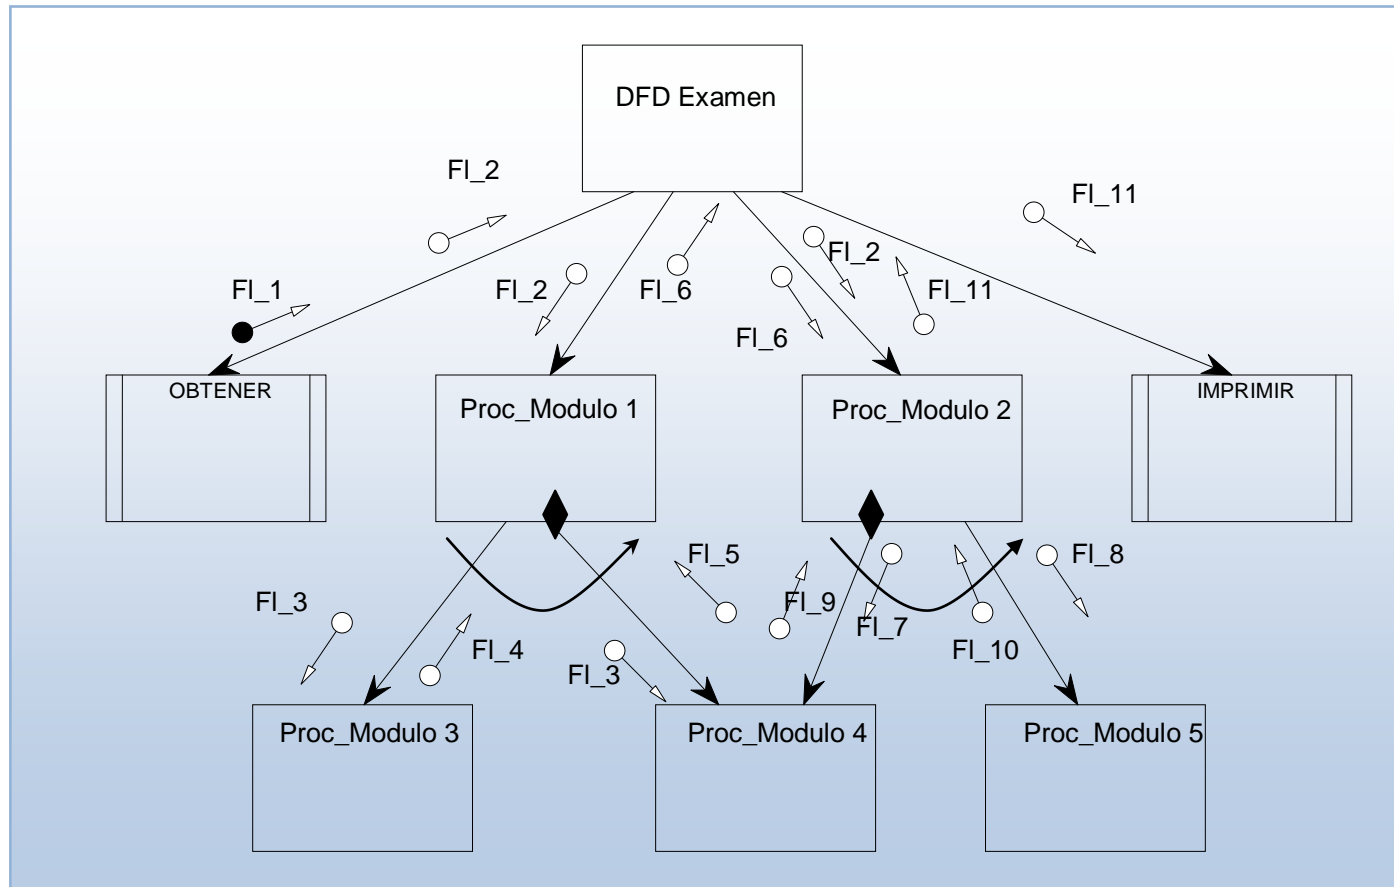 DFD Examen
Fl_2
Fl_11
Fl_2
Fl_1
Fl_2
Fl_6
Fl_11
Fl_6
OBTENER
IMPRIMIR
Proc_Modulo 1
Proc_Modulo 2
Fl_5
Fl_8
Fl_3
Fl_9
Fl_7
Fl_4
Fl_10
Fl_3
Proc_Modulo 3
Proc_Modulo 4
Proc_Modulo 5